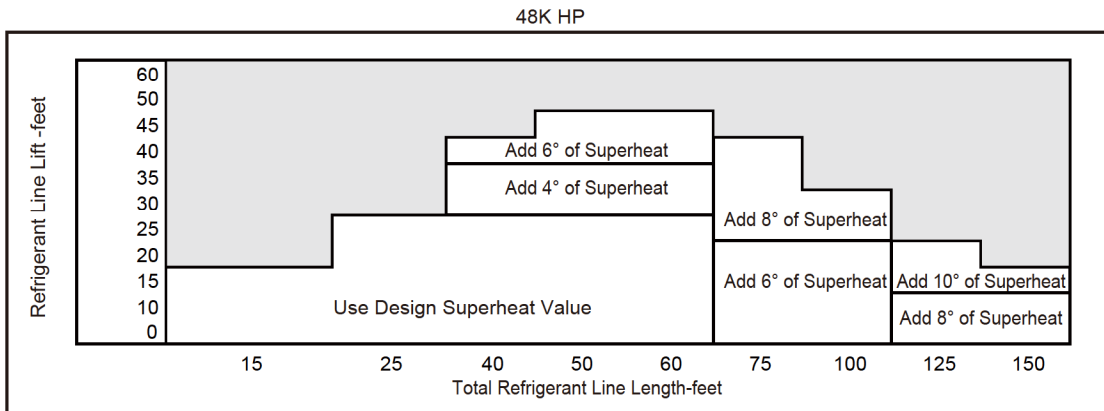 48K HP
Refrigerant Line Lift -feet
60
50
45
40
35
30
25
20
15
10
0
Add 6° of Superheat
Add 4° of Superheat
Add 8° of Superheat
Use Design Superheat Value
Add 6° of Superheat
Add 10° of Superheat
Add 8° of Superheat
15 25 40 50 60 75 100 125 150
Total Refrigerant Line Length-feet